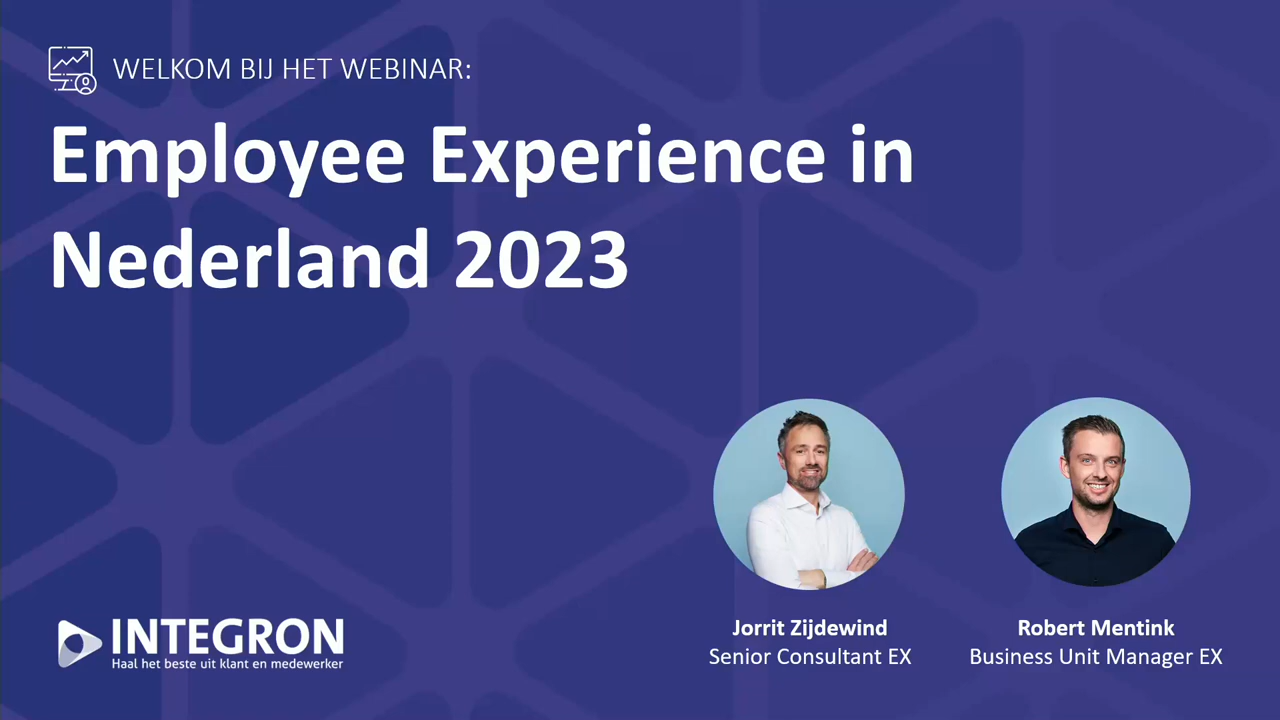 WELKOM BIJ HET WEBINAR:
Employee Experience in
Nederland 2023
INTEGRON
Haal het beste uit klant en medewerker
Jorrit Zijdewind
Senior Consultant EX
Robert Mentink
Business Unit Manager EX